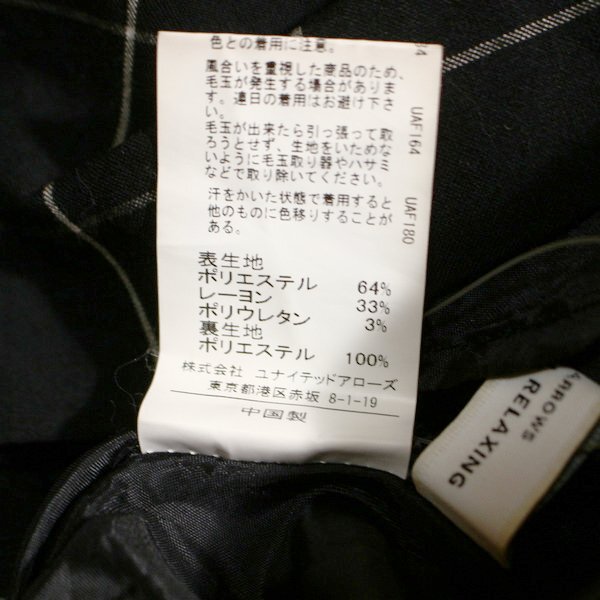 色との着用に注意。
風合いを重視した商品のため、
毛玉が発生する場合がありま
す。連日の着用はお避け下さ
い。
毛玉が出来たら引っ張って取
ろうとせず、生地をいためな
いように毛玉取り器やハサミ
などで取り除いてください。
汗をかいた状態で着用すると
他のものに色移りすることが
ある。
表生地
ポリエステル 64%
レーヨン 33%
ポリウレタン 3%
裏生地
ポリエステル 100%
株式会社 ユナイテッドアローズ
東京都港区赤坂 8-1-19
中国製
84
UAF164
UAF180
ARROWS
RELAXING